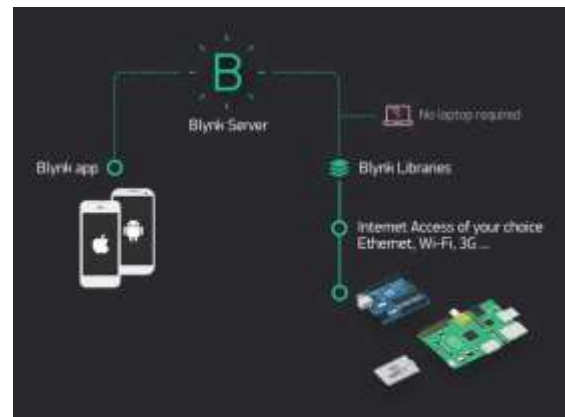 B
Blynk Server
No laptop required
Blynk app
Blynk Libraries
Internet Access of your choice
Ethernet, Wi-Fi, 3G ...